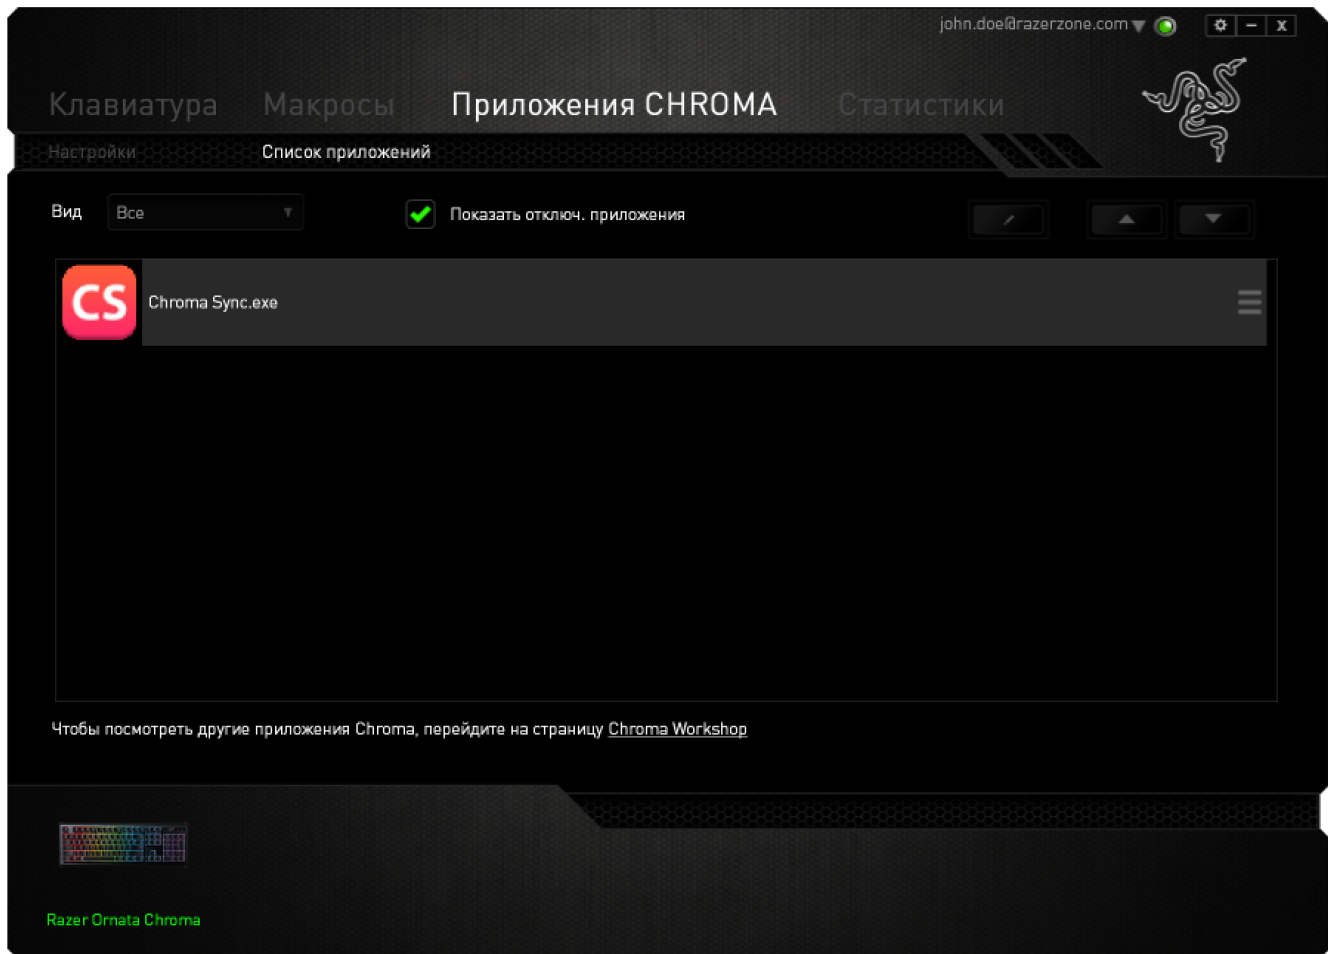 john.doe@razerzone.com
Клавиатура Макросы Приложения CHROMA Статистики
Настройки Список приложений
Вид Все Показать отключ. приложения
CS Chroma Sync.exe
Чтобы посмотреть другие приложения Chroma, перейдите на страницу Chroma Workshop
Razer Ornata Chroma